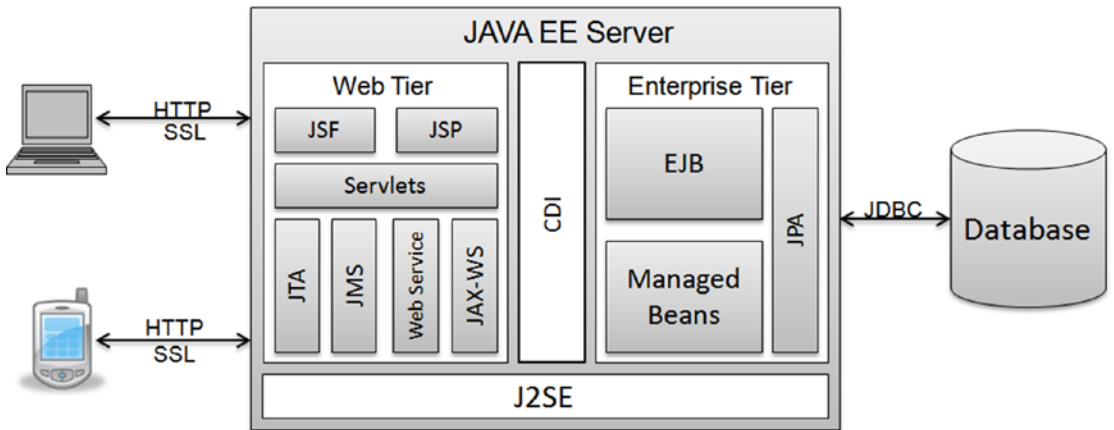 JAVA EE Server
Web Tier
Enterprise Tier
HTTP
SSL
JSF
JSP
Servlets
JTA
JMS
Web Service
JAX-WS
CDI
EJB
Managed
Beans
JPA
JDBC
Database
HTTP
SSL
J2SE